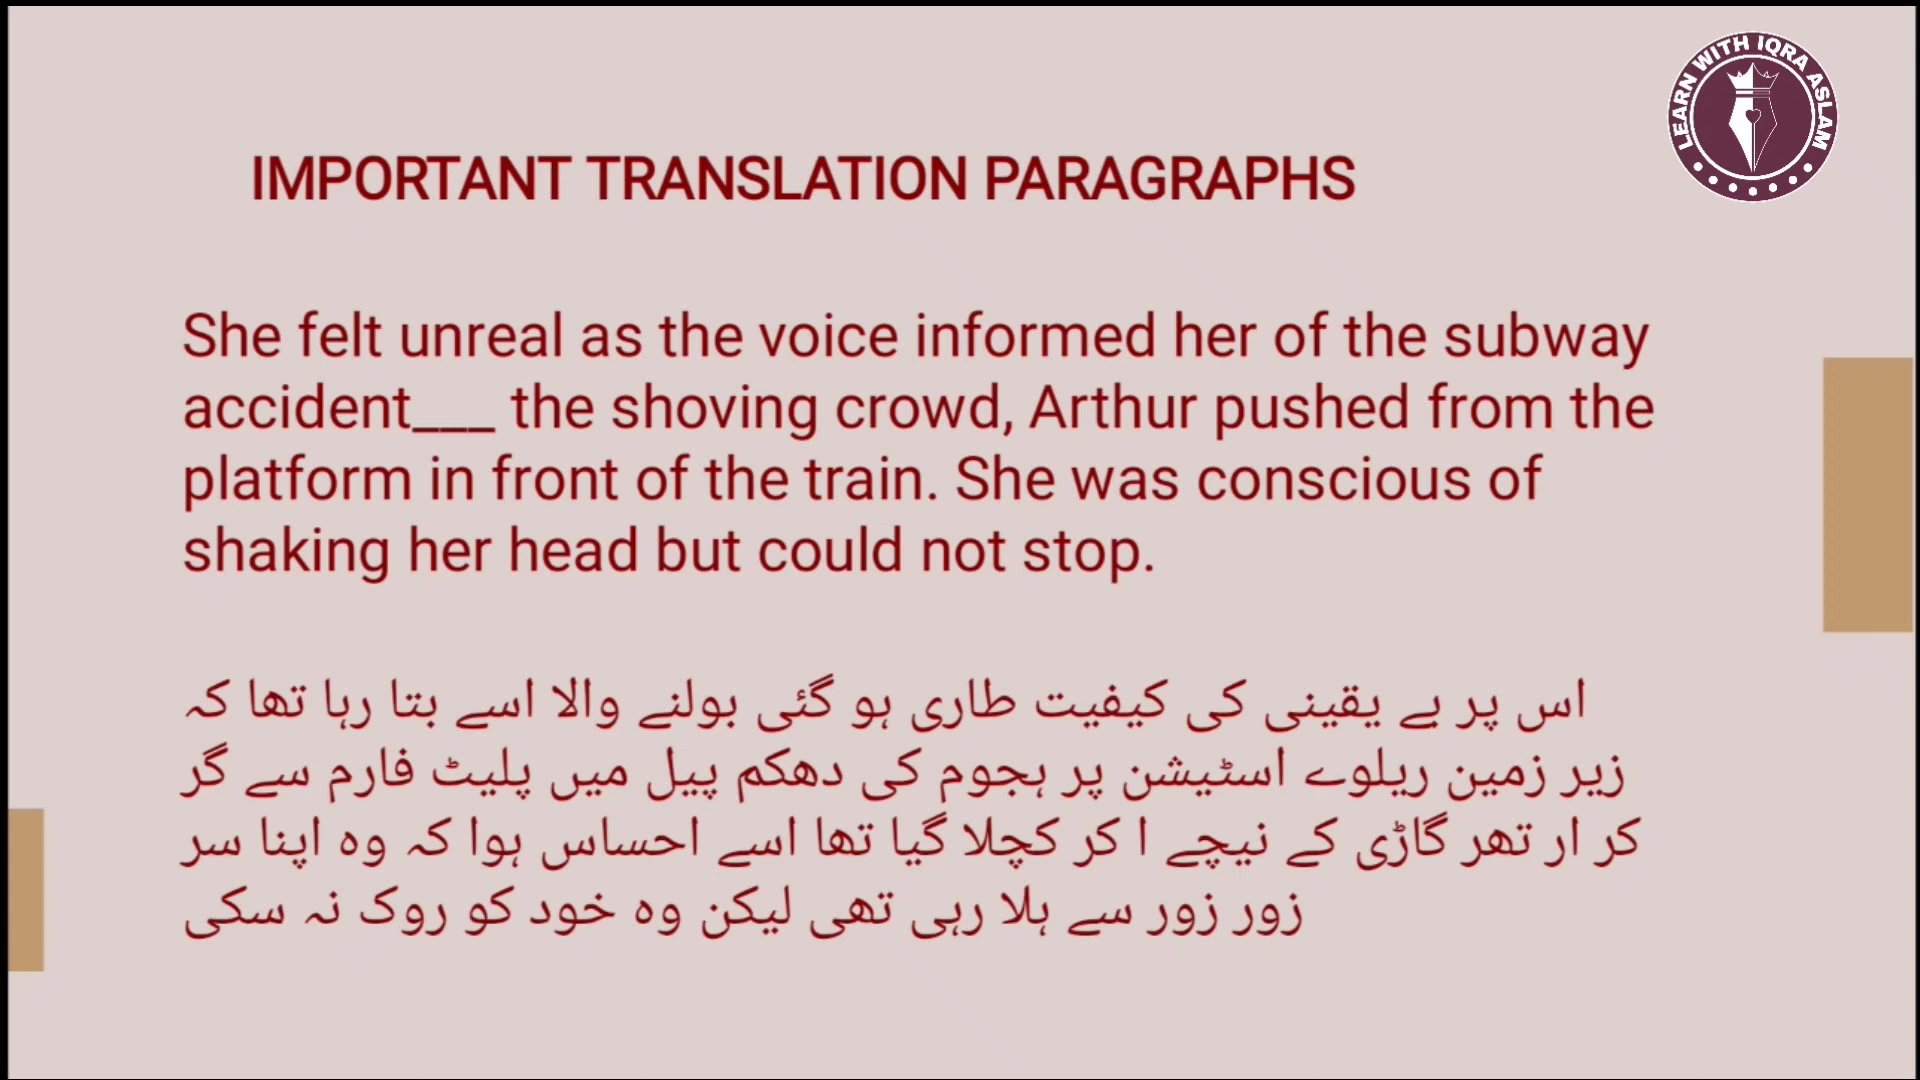 LEARN WITH IQRA ASLAM
IMPORTANT TRANSLATION PARAGRAPHS
She felt unreal as the voice informed her of the subway
accident___ the shoving crowd, Arthur pushed from the
platform in front of the train. She was conscious of
shaking her head but could not stop.
اس پر بے یقینی کی کیفیت طاری ہو گئی بولنے والا اسے بتا رہا تھا کہ
زیر زمین ریلوے اسٹیشن پر ہجوم کی دھکم پیل میں پلیٹ فارم سے گر
کر ار تھر گاڑی کے نیچے ا کر کچلا گیا تھا اسے احساس ہوا کہ وہ اپنا سر
زور زور سے ہلا رہی تھی لیکن وہ خود کو روک نہ سکی